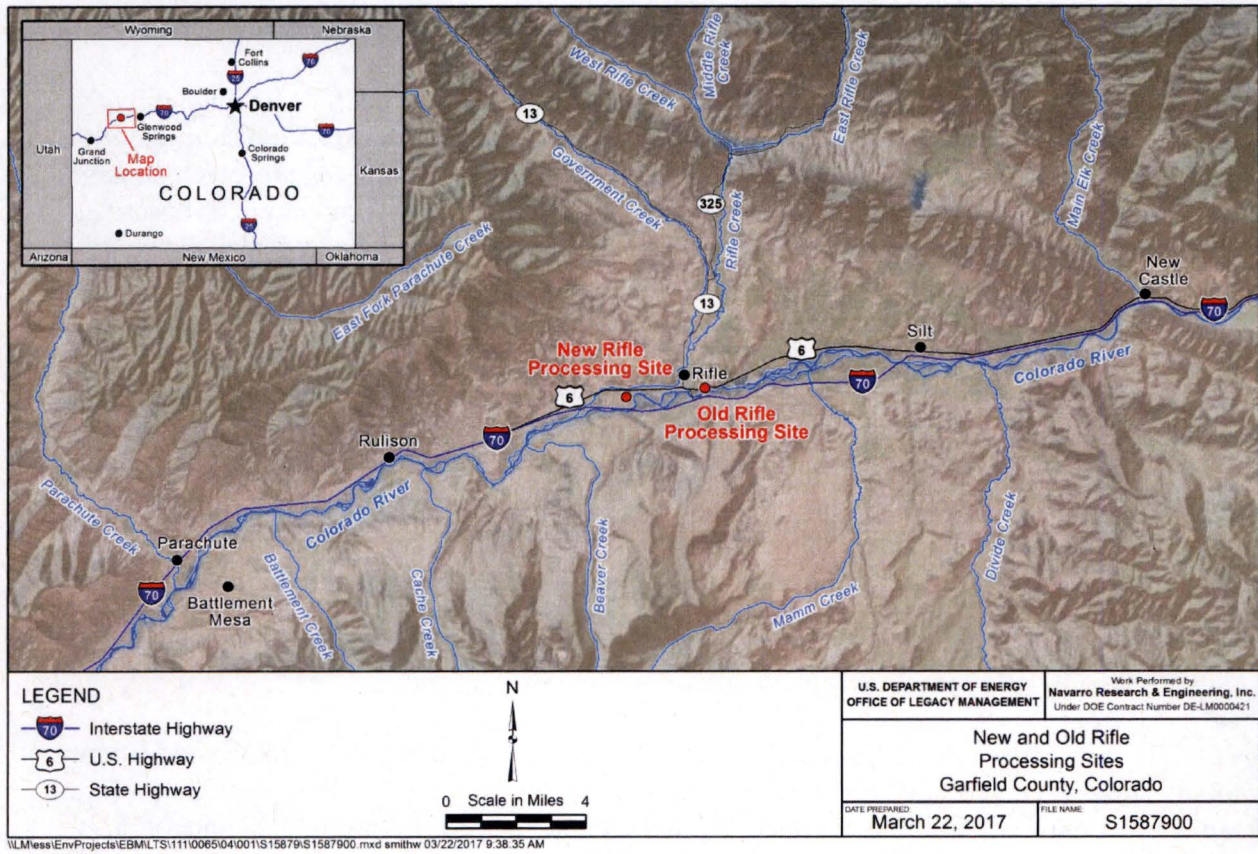 Wyoming
Nebraska
Fort
Collins
76
25
Boulder
Denver
70
70
Glenwood
Springs
Grand
Junction
Utah
Map
Location
Colorado
Springs
Kansas
COLORADO
25
Durango
Arizona
New Mexico
Oklahoma
West Rifle Creek
Middle Rifle
Creek
East Rifle Creek
13
Government Creek
325
Rifle Creek
Main Elk Creek
13
New
Castle
70
East Fork Parachute Creek
Silt
6
New Rifle
Processing Site
Rifle
6
70
Colorado River
Old Rifle
Processing Site
Rulison
70
Parachute Creek
Colorado River
Parachute
70
Battlement
Mesa
Battlement Creek
Cache Creek
Beaver Creek
Mamm Creek
Divide Creek
LEGEND
70 Interstate Highway
6 U.S. Highway
13 State Highway
N
0 Scale in Miles 4
U.S. DEPARTMENT OF ENERGY
OFFICE OF LEGACY MANAGEMENT
Work Performed by
Navarro Research & Engineering, Inc.
Under DOE Contract Number DE-LM0000421
New and Old Rifle
Processing Sites
Garfield County, Colorado
DATE PREPARED:
March 22, 2017
FILE NAME:
S1587900
\\LM\ess\EnvProjects\EBM\LTS\111\0065\04\001\S15879\S1587900.mxd smithw 03/22/2017 9:38:35 AM